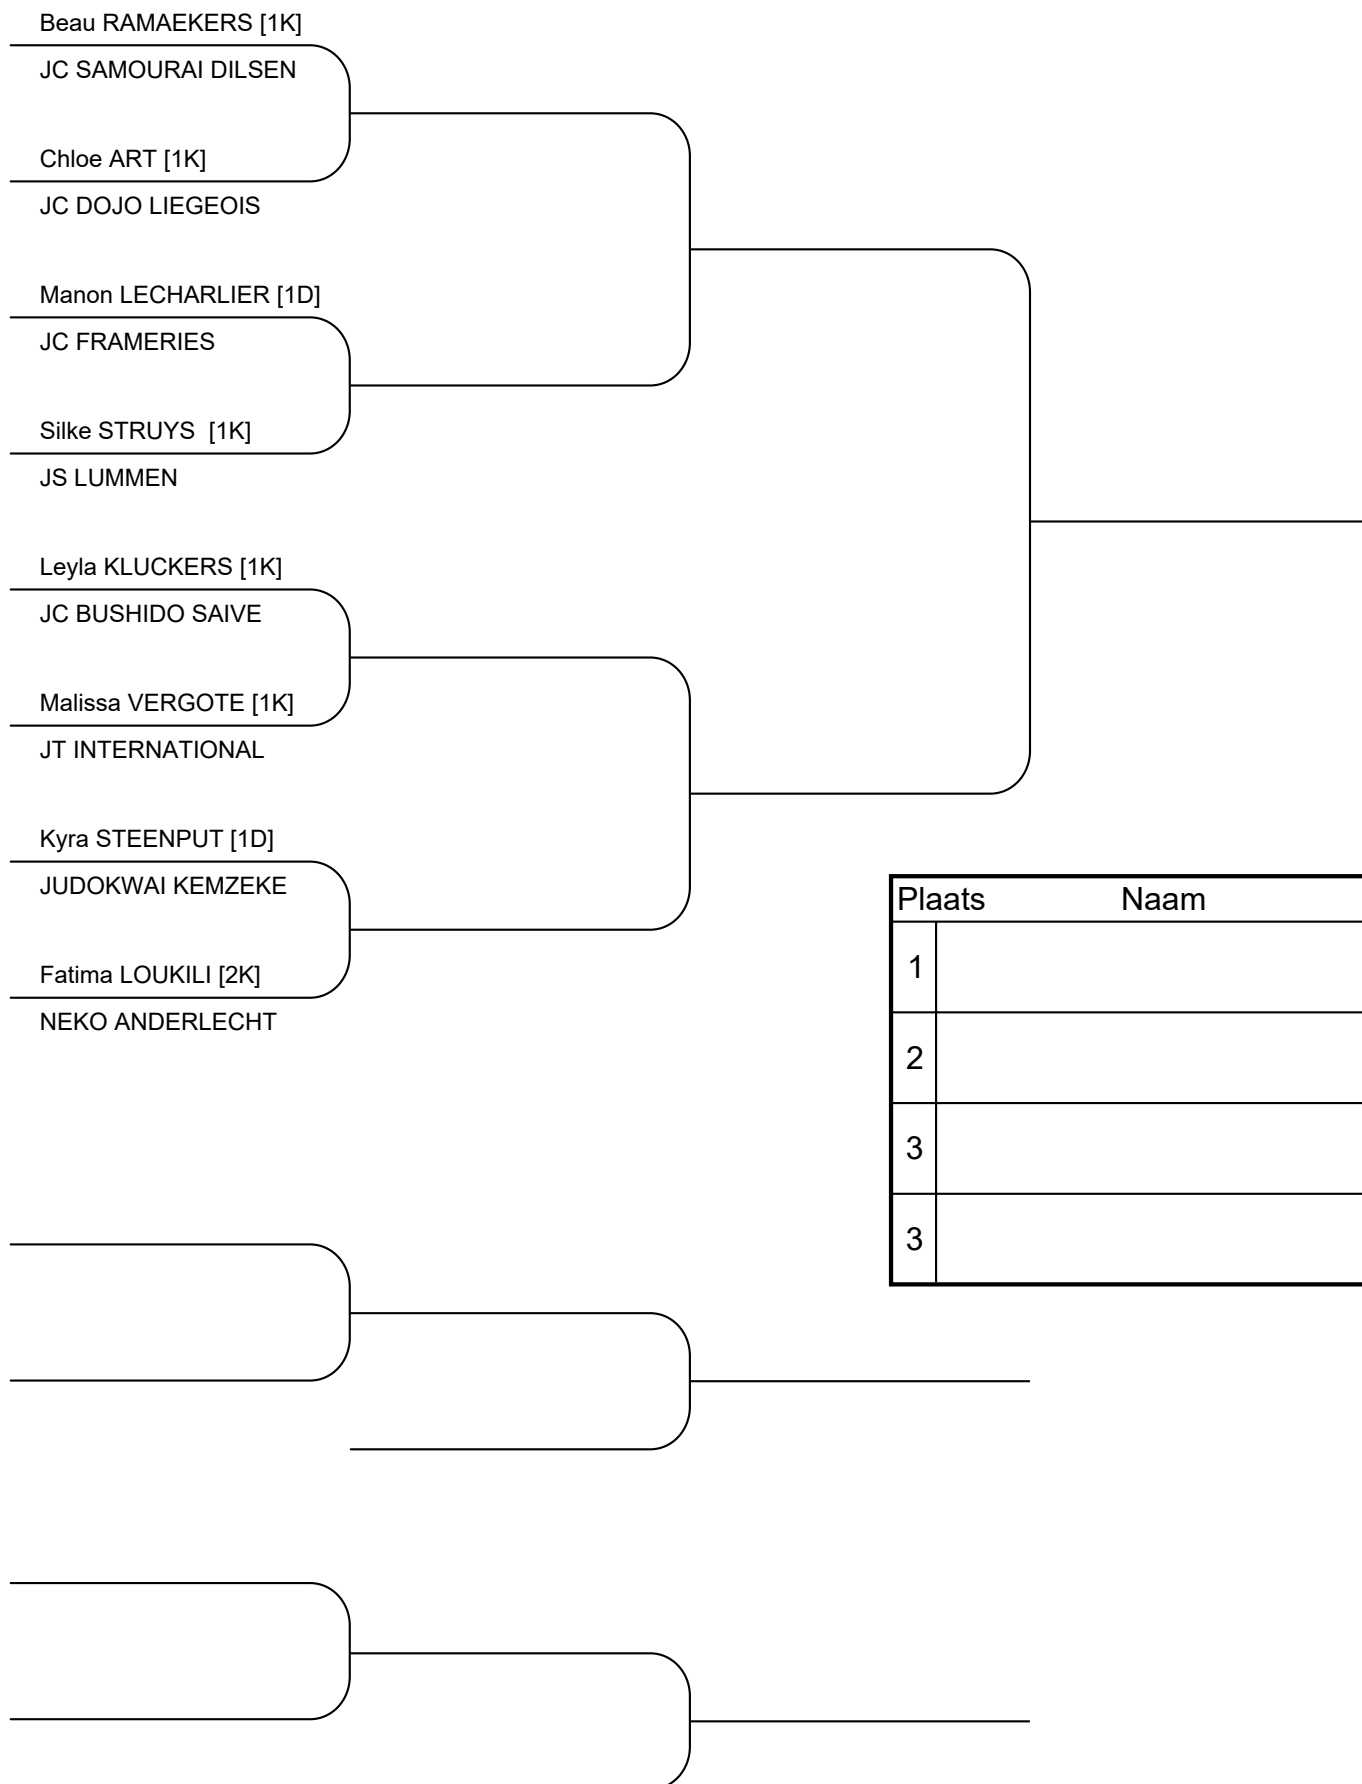 Beau RAMAEKERS [1K]
JC SAMOURAI DILSEN
Chloe ART [1K]
JC DOJO LIEGEOIS
Manon LECHARLIER [1D]
JC FRAMERIES
Silke STRUYS  [1K]
JS LUMMEN
Leyla KLUCKERS [1K]
JC BUSHIDO SAIVE
Malissa VERGOTE [1K]
JT INTERNATIONAL
Kyra STEENPUT [1D]
JUDOKWAI KEMZEKE
Fatima LOUKILI [2K]
NEKO ANDERLECHT
Plaats Naam
1
2
3
3